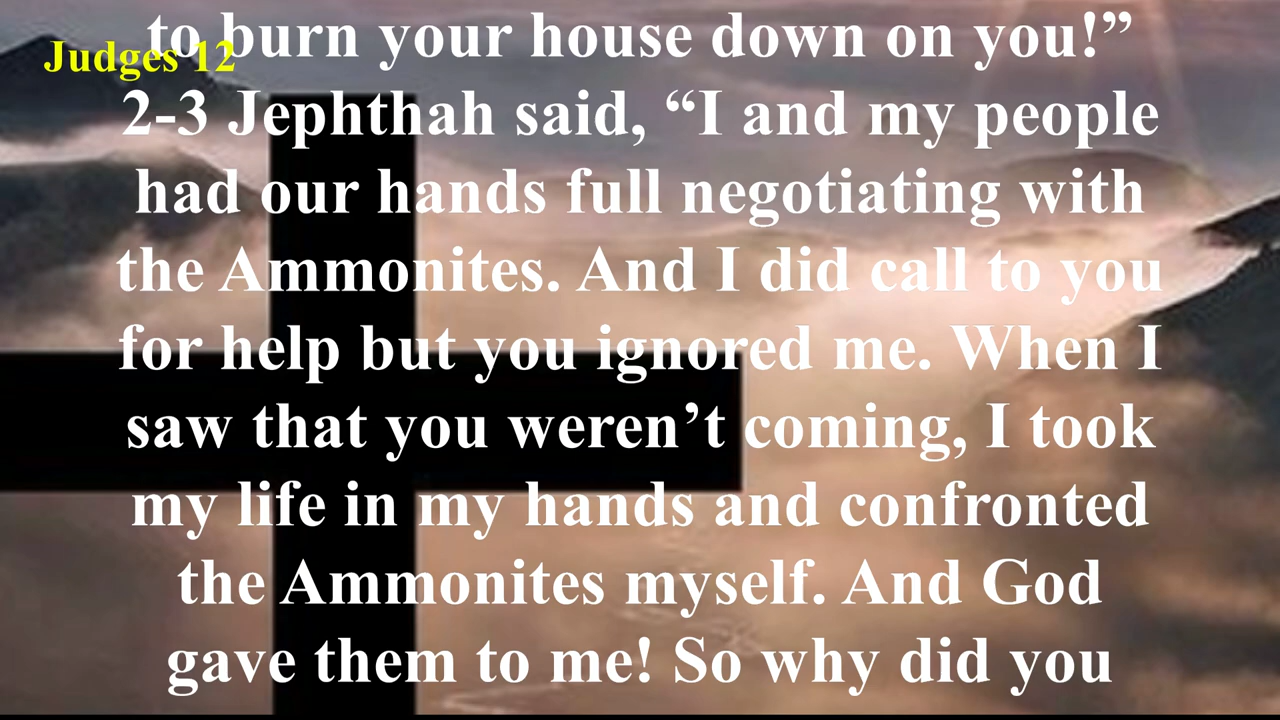 to burn your house down on you!”
Judges 12
2-3 Jephthah said, “I and my people
had our hands full negotiating with
the Ammonites. And I did call to you
for help but you ignored me. When I
saw that you weren’t coming, I took
my life in my hands and confronted
the Ammonites myself. And God
gave them to me! So why did you